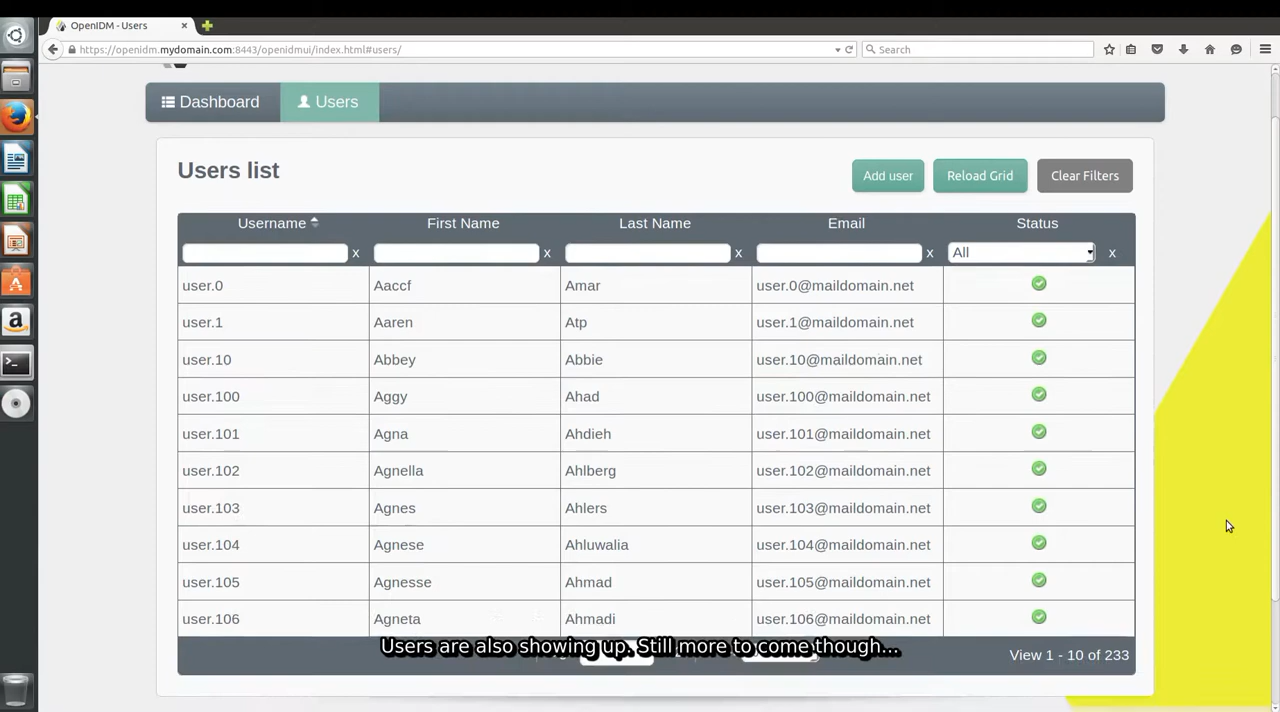 OpenIDM - Users
https://openidm.mydomain.com:8443/openidmui/index.html#users/
Search
Dashboard
Users
Users list
Add user
Reload Grid
Clear Filters
Username
First Name
Last Name
Email
Status
x
x
x
x
All
x
user.0 Aaccf Amar user.0@maildomain.net
user.1 Aaren Atp user.1@maildomain.net
user.10 Abbey Abbie user.10@maildomain.net
user.100 Aggy Ahad user.100@maildomain.net
user.101 Agna Ahdieh user.101@maildomain.net
user.102 Agnella Ahlberg user.102@maildomain.net
user.103 Agnes Ahlers user.103@maildomain.net
user.104 Agnese Ahluwalia user.104@maildomain.net
user.105 Agnesse Ahmad user.105@maildomain.net
user.106 Agneta Ahmadi user.106@maildomain.net
Users are also showing up. Still more to come though...
View 1 - 10 of 233